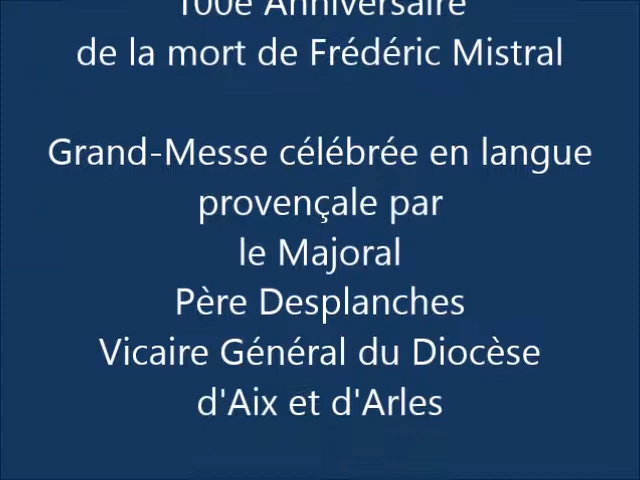 100e Anniversaire
de la mort de Frédéric Mistral
Grand-Messe célébrée en langue
provençale par
le Majoral
Père Desplanches
Vicaire Général du Diocèse
d'Aix et d'Arles